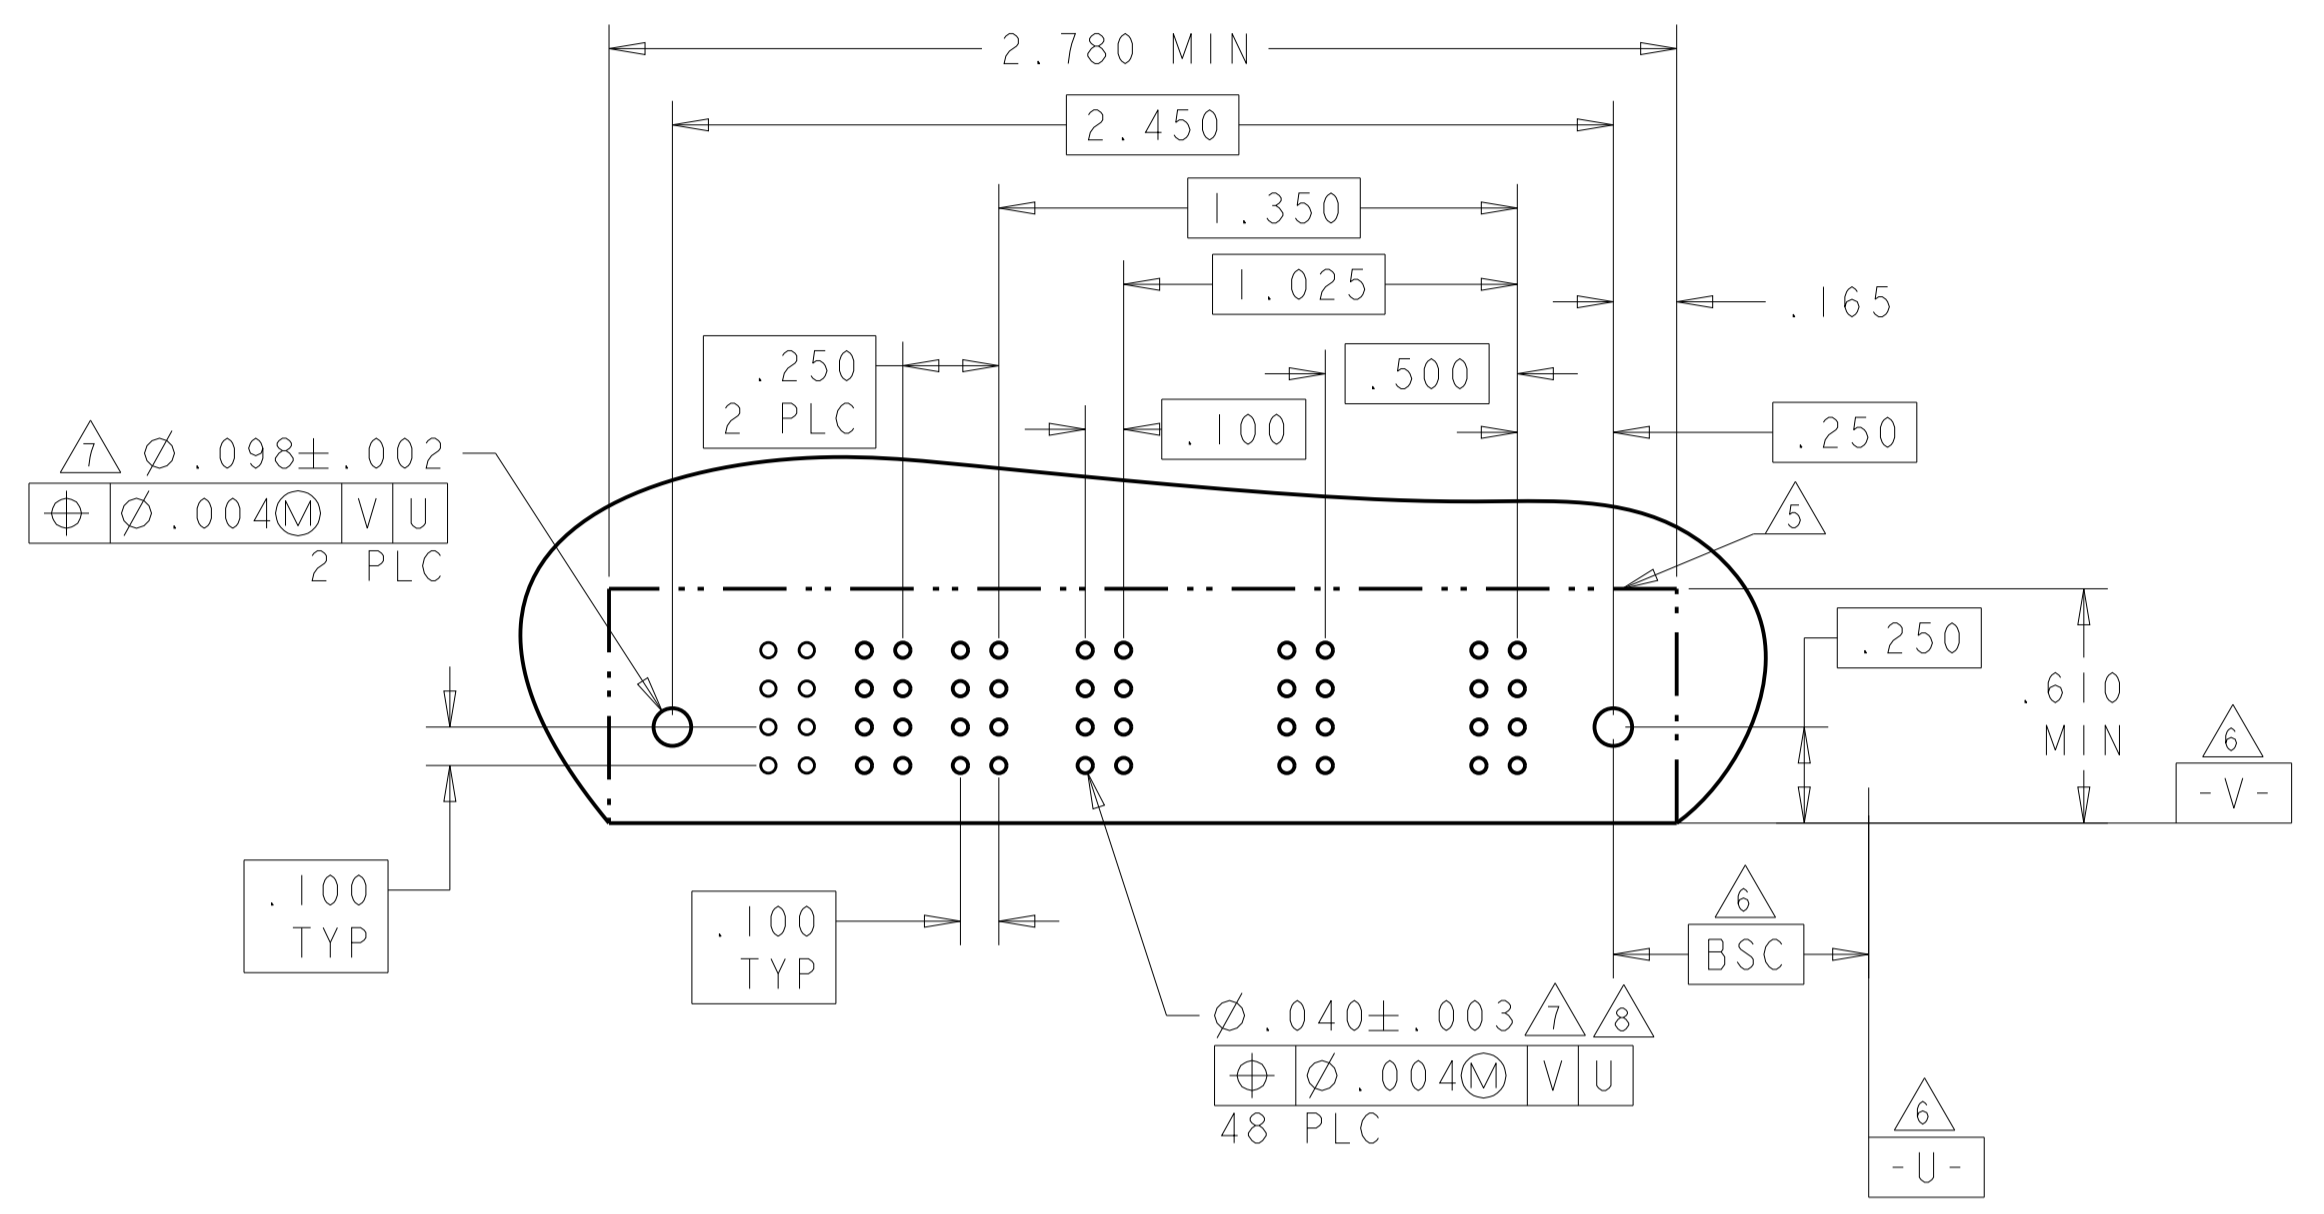 2.780 MIN
2.450
1.350
1.025
.165
.250
2 PLC
.500
.100
.250
7 Ø.098±.002
⌖ Ø.004Ⓜ V U
2 PLC
5
.250
.610
MIN
6
-V-
.100
TYP
.100
TYP
6
BSC
Ø.040±.003 7 8
⌖ Ø.004Ⓜ V U
48 PLC
6
-U-